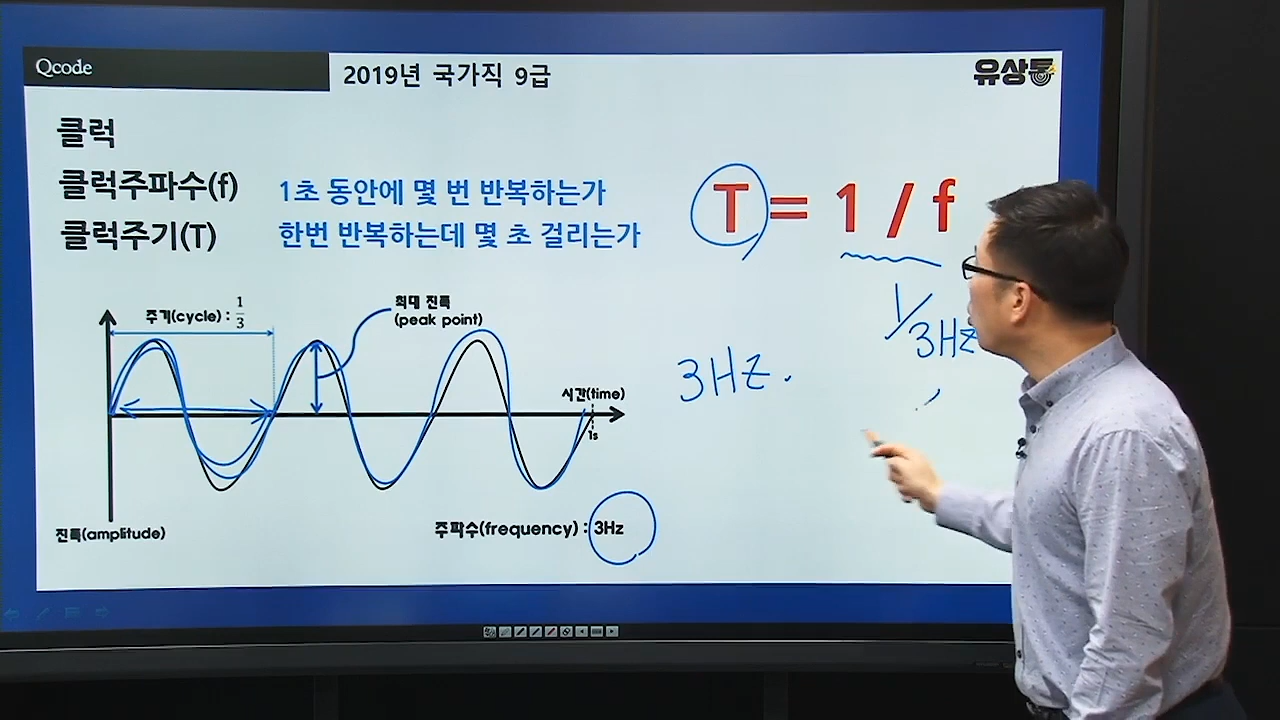 Qcode
2019년 국가직 9급
유상통
클럭
클럭주파수(f) 1초 동안에 몇 번 반복하는가
클럭주기(T) 한번 반복하는데 몇 초 걸리는가
T = 1 / f
1/3Hz
3Hz.
주기(cycle) : 1/3
최대 진폭
(peak point)
시간(time)
1s
진폭(amplitude)
주파수(frequency) : 3Hz